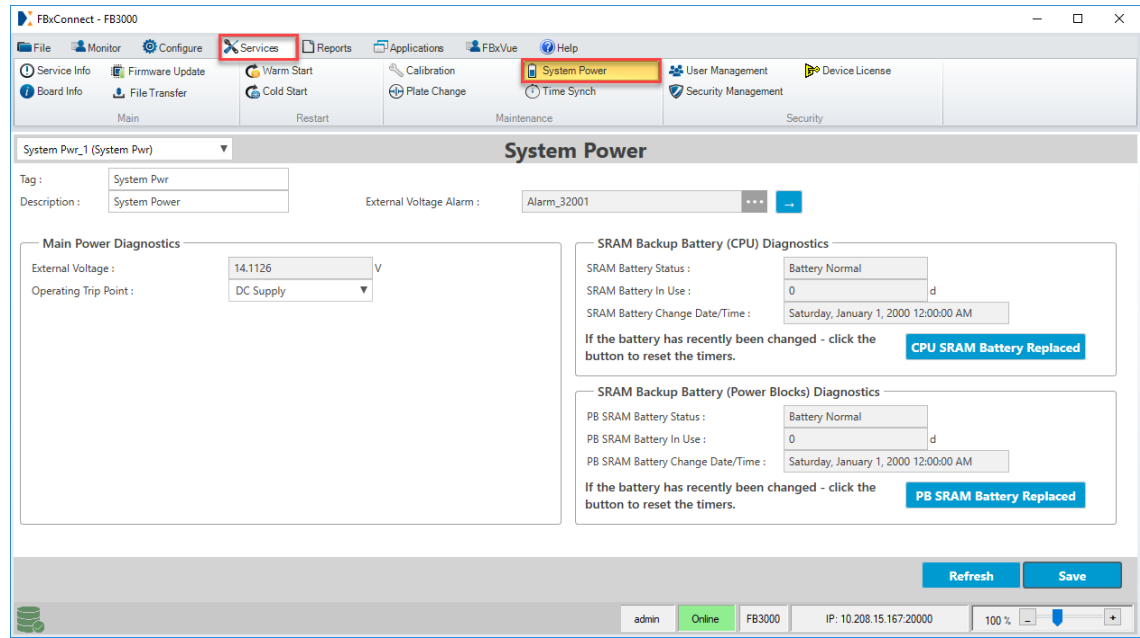 FBxConnect - FB3000
File Monitor Configure Services Reports Applications FBxVue Help
Service Info Firmware Update Warm Start Calibration System Power User Management Device License
Board Info File Transfer Cold Start Plate Change Time Synch Security Management
Main Restart Maintenance Security
System Pwr_1 (System Pwr) System Power
Tag : System Pwr
Description : System Power External Voltage Alarm : Alarm_32001 ... →
Main Power Diagnostics SRAM Backup Battery (CPU) Diagnostics
External Voltage : 14.1126 V SRAM Battery Status : Battery Normal
Operating Trip Point : DC Supply SRAM Battery In Use : 0 d
SRAM Battery Change Date/Time : Saturday, January 1, 2000 12:00:00 AM
If the battery has recently been changed - click the
button to reset the timers.
CPU SRAM Battery Replaced
SRAM Backup Battery (Power Blocks) Diagnostics
PB SRAM Battery Status : Battery Normal
PB SRAM Battery In Use : 0 d
PB SRAM Battery Change Date/Time : Saturday, January 1, 2000 12:00:00 AM
If the battery has recently been changed - click the
button to reset the timers.
PB SRAM Battery Replaced
Refresh Save
admin Online FB3000 IP: 10.208.15.167:20000 100 % - +